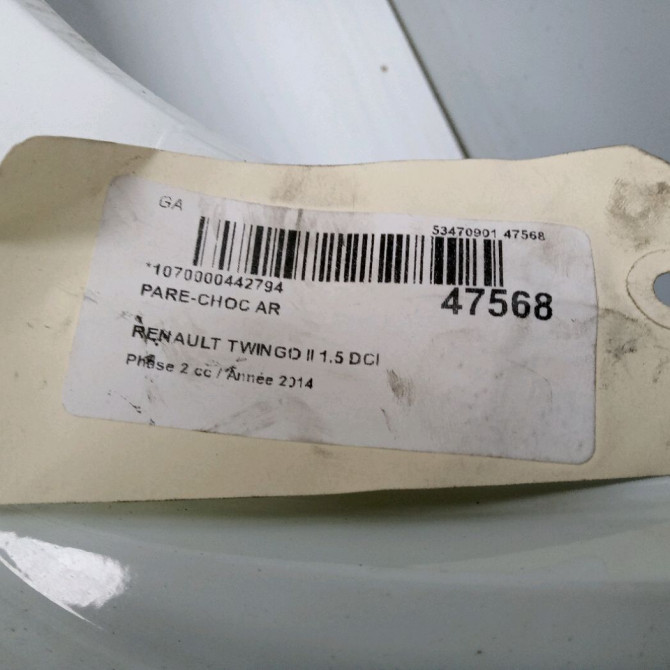 GA
53470901 47568
*1070000442794
47568
PARE-CHOC AR
RENAULT TWINGO II 1.5 DCI
Phase 2 cc / Année 2014